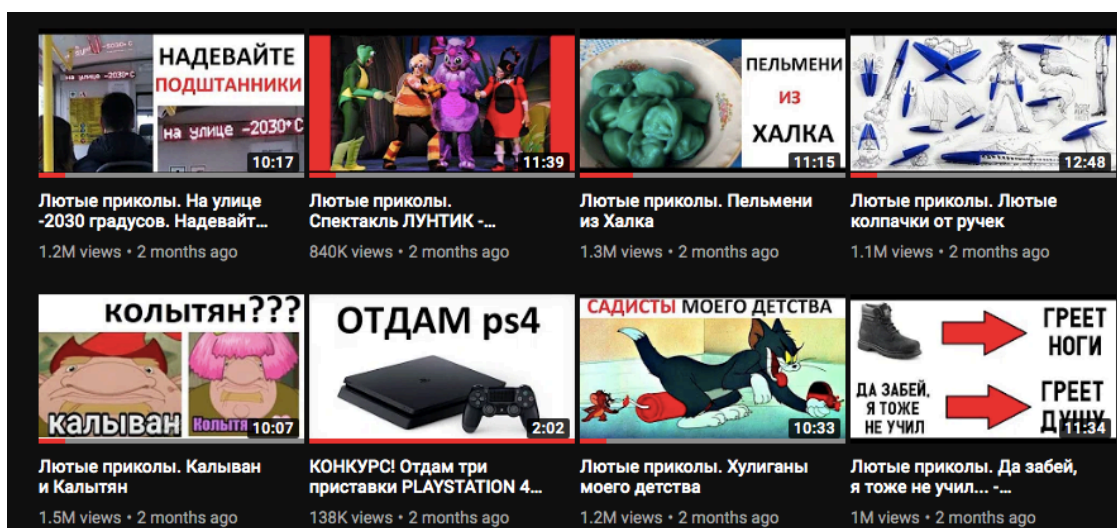 на улице -2030°C
НАДЕВАЙТЕ
ПОДШТАННИКИ
на улице -2030°C
10:17
11:39
ПЕЛЬМЕНИ
ИЗ
ХАЛКА
11:15
12:48
Лютые приколы. На улице
-2030 градусов. Надевайт...
1.2M views • 2 months ago
Лютые приколы.
Спектакль ЛУНТИК -...
840K views • 2 months ago
Лютые приколы. Пельмени
из Халка
1.3M views • 2 months ago
Лютые приколы. Лютые
колпачки от ручек
1.1M views • 2 months ago
колытян???
калыван
Колытя
10:07
ОТДАМ ps4
2:02
САДИСТЫ МОЕГО ДЕТСТВА
10:33
ГРЕЕТ
НОГИ
ДА ЗАБЕЙ,
Я ТОЖЕ
НЕ УЧИЛ
ГРЕЕТ
ДУШУ
11:34
Лютые приколы. Калыван
и Калытян
1.5M views • 2 months ago
КОНКУРС! Отдам три
приставки PLAYSTATION 4...
138K views • 2 months ago
Лютые приколы. Хулиганы
моего детства
1.2M views • 2 months ago
Лютые приколы. Да забей,
я тоже не учил... -...
1M views • 2 months ago